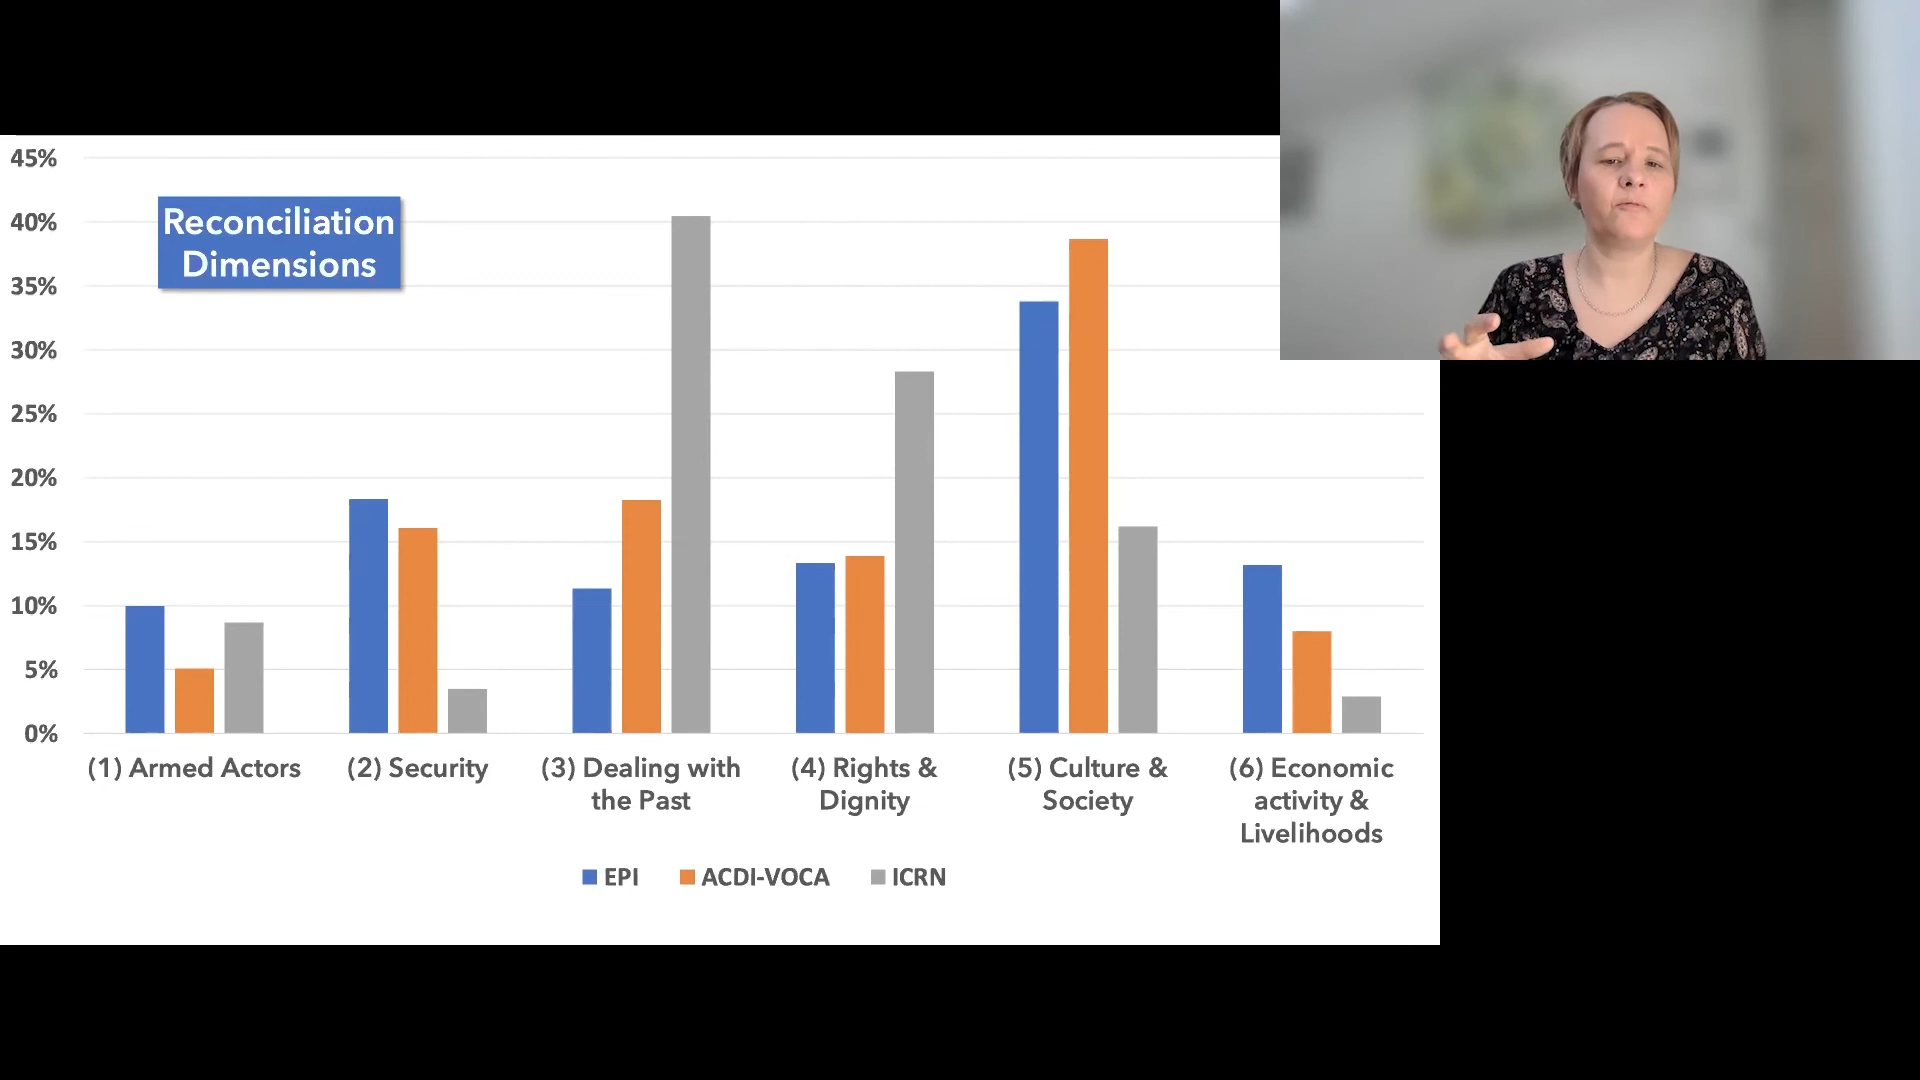 45%
40%
35%
30%
25%
20%
15%
10%
5%
0%
Reconciliation
Dimensions
(1) Armed Actors
(2) Security
(3) Dealing with
the Past
(4) Rights &
Dignity
(5) Culture &
Society
(6) Economic
activity &
Livelihoods
EPI
ACDI-VOCA
ICRN